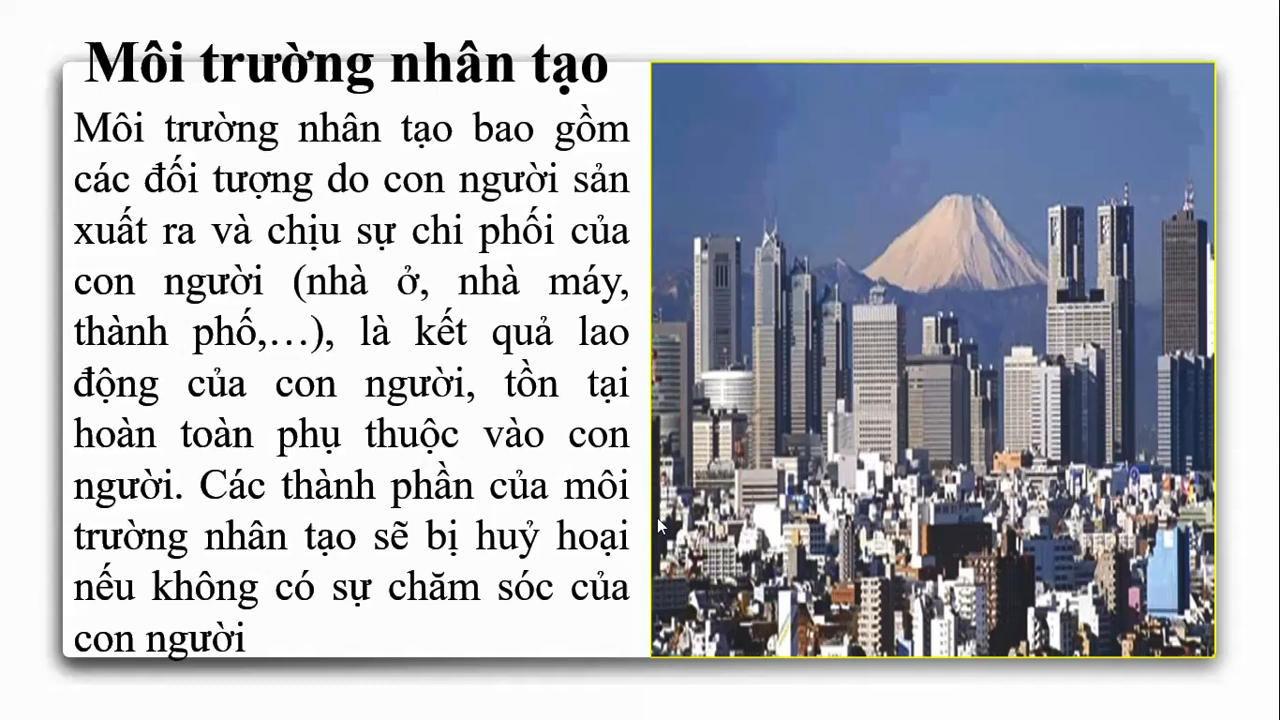 Môi trường nhân tạo
Môi trường nhân tạo bao gồm
các đối tượng do con người sản
xuất ra và chịu sự chi phối của
con người (nhà ở, nhà máy,
thành phố,…), là kết quả lao
động của con người, tồn tại
hoàn toàn phụ thuộc vào con
người. Các thành phần của môi
trường nhân tạo sẽ bị huỷ hoại
nếu không có sự chăm sóc của
con người